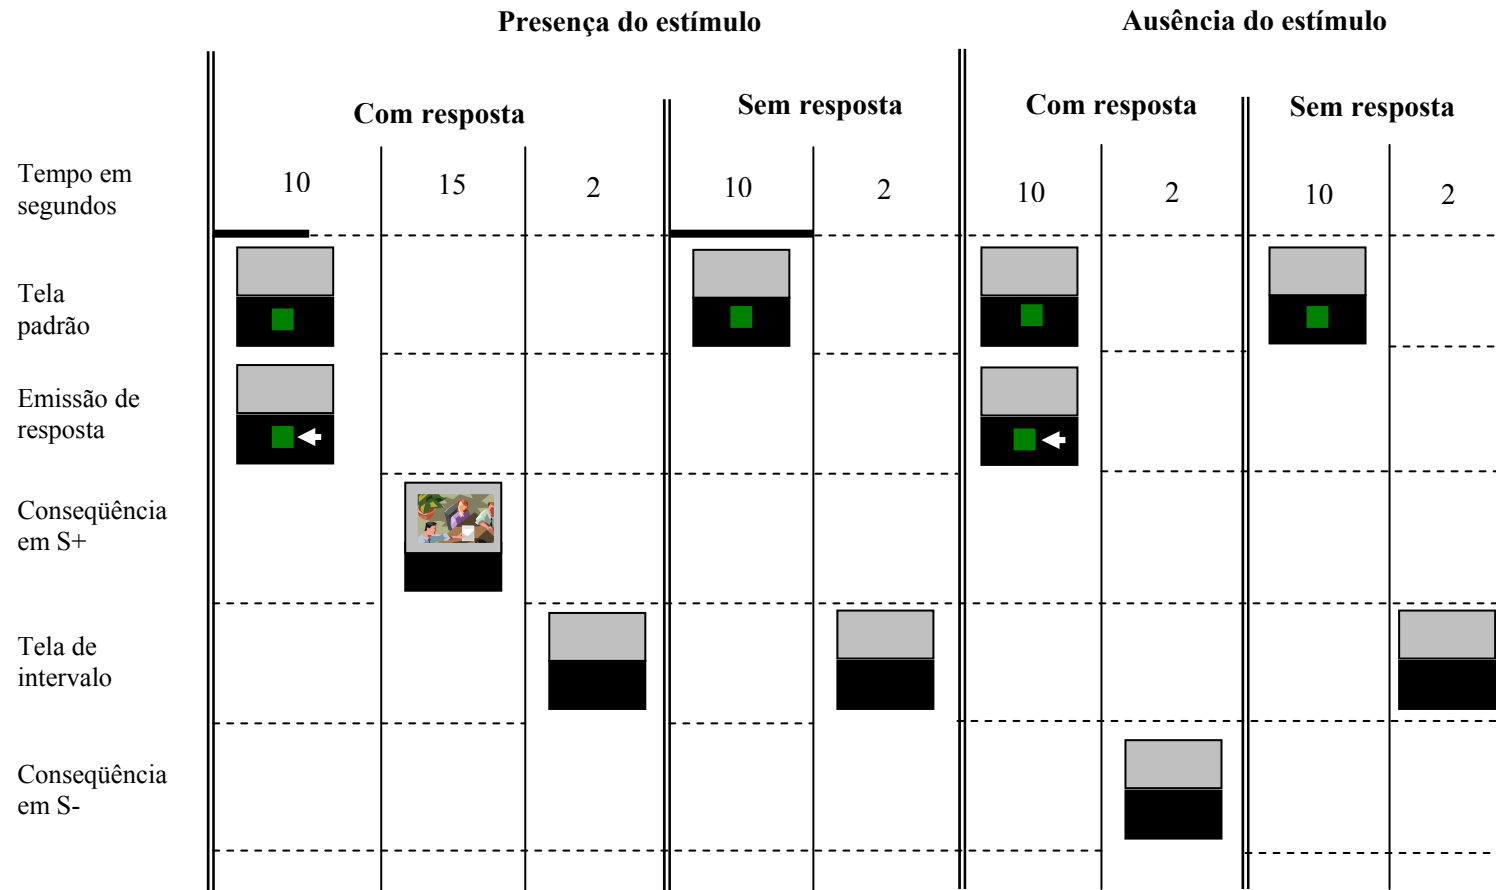 Presença do estímulo
Ausência do estímulo
Com resposta
Sem resposta
Com resposta
Sem resposta
Tempo em
segundos
10
15
2
10
2
10
2
10
2
Tela
padrão
Emissão de
resposta
Conseqüência
em S+
Tela de
intervalo
Conseqüência
em S-